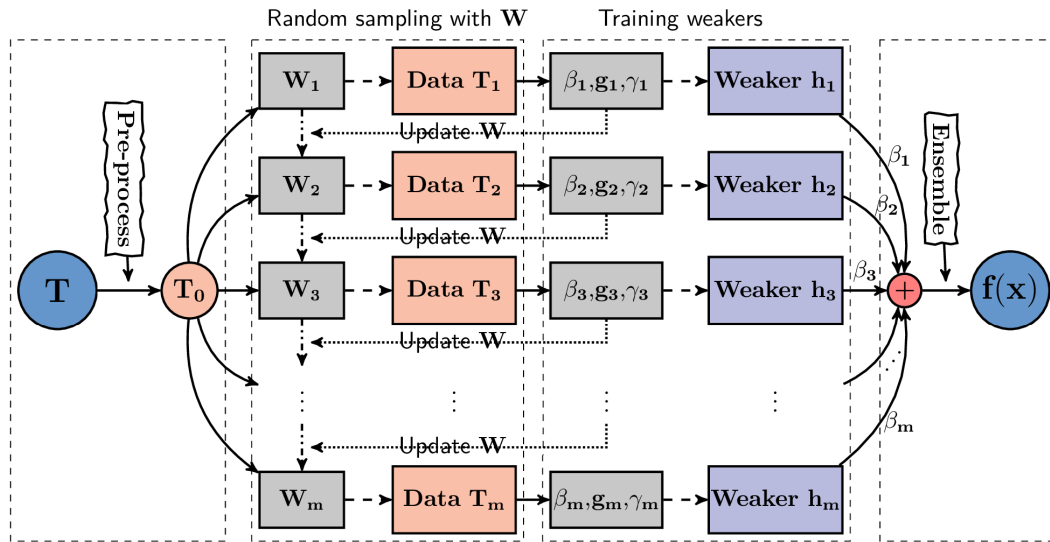 Random sampling with W
Training weakers
W₁
Data T₁
β₁,g₁,γ₁
Weaker h₁
Update W
W₂
Data T₂
β₂,g₂,γ₂
Weaker h₂
Update W
W₃
Data T₃
β₃,g₃,γ₃
Weaker h₃
Update W
⋮
⋮
⋮
⋮
Update W
Wₘ
Data Tₘ
βₘ,gₘ,γₘ
Weaker hₘ
Pre-process
T
T₀
β₁
β₂
β₃
⋰
βₘ
+
Ensemble
f(x)